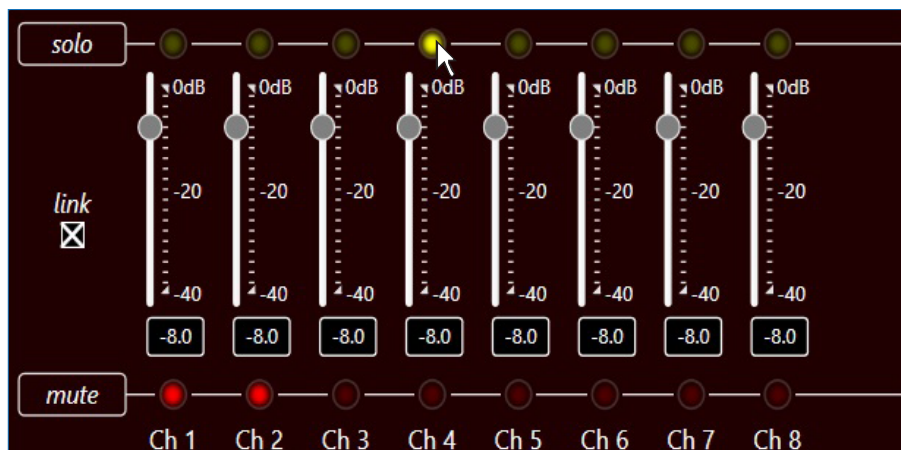 solo
0dB 0dB 0dB 0dB 0dB 0dB 0dB 0dB
-20 -20 -20 -20 -20 -20 -20 -20
link
-40 -40 -40 -40 -40 -40 -40 -40
-8.0 -8.0 -8.0 -8.0 -8.0 -8.0 -8.0 -8.0
mute
Ch 1 Ch 2 Ch 3 Ch 4 Ch 5 Ch 6 Ch 7 Ch 8